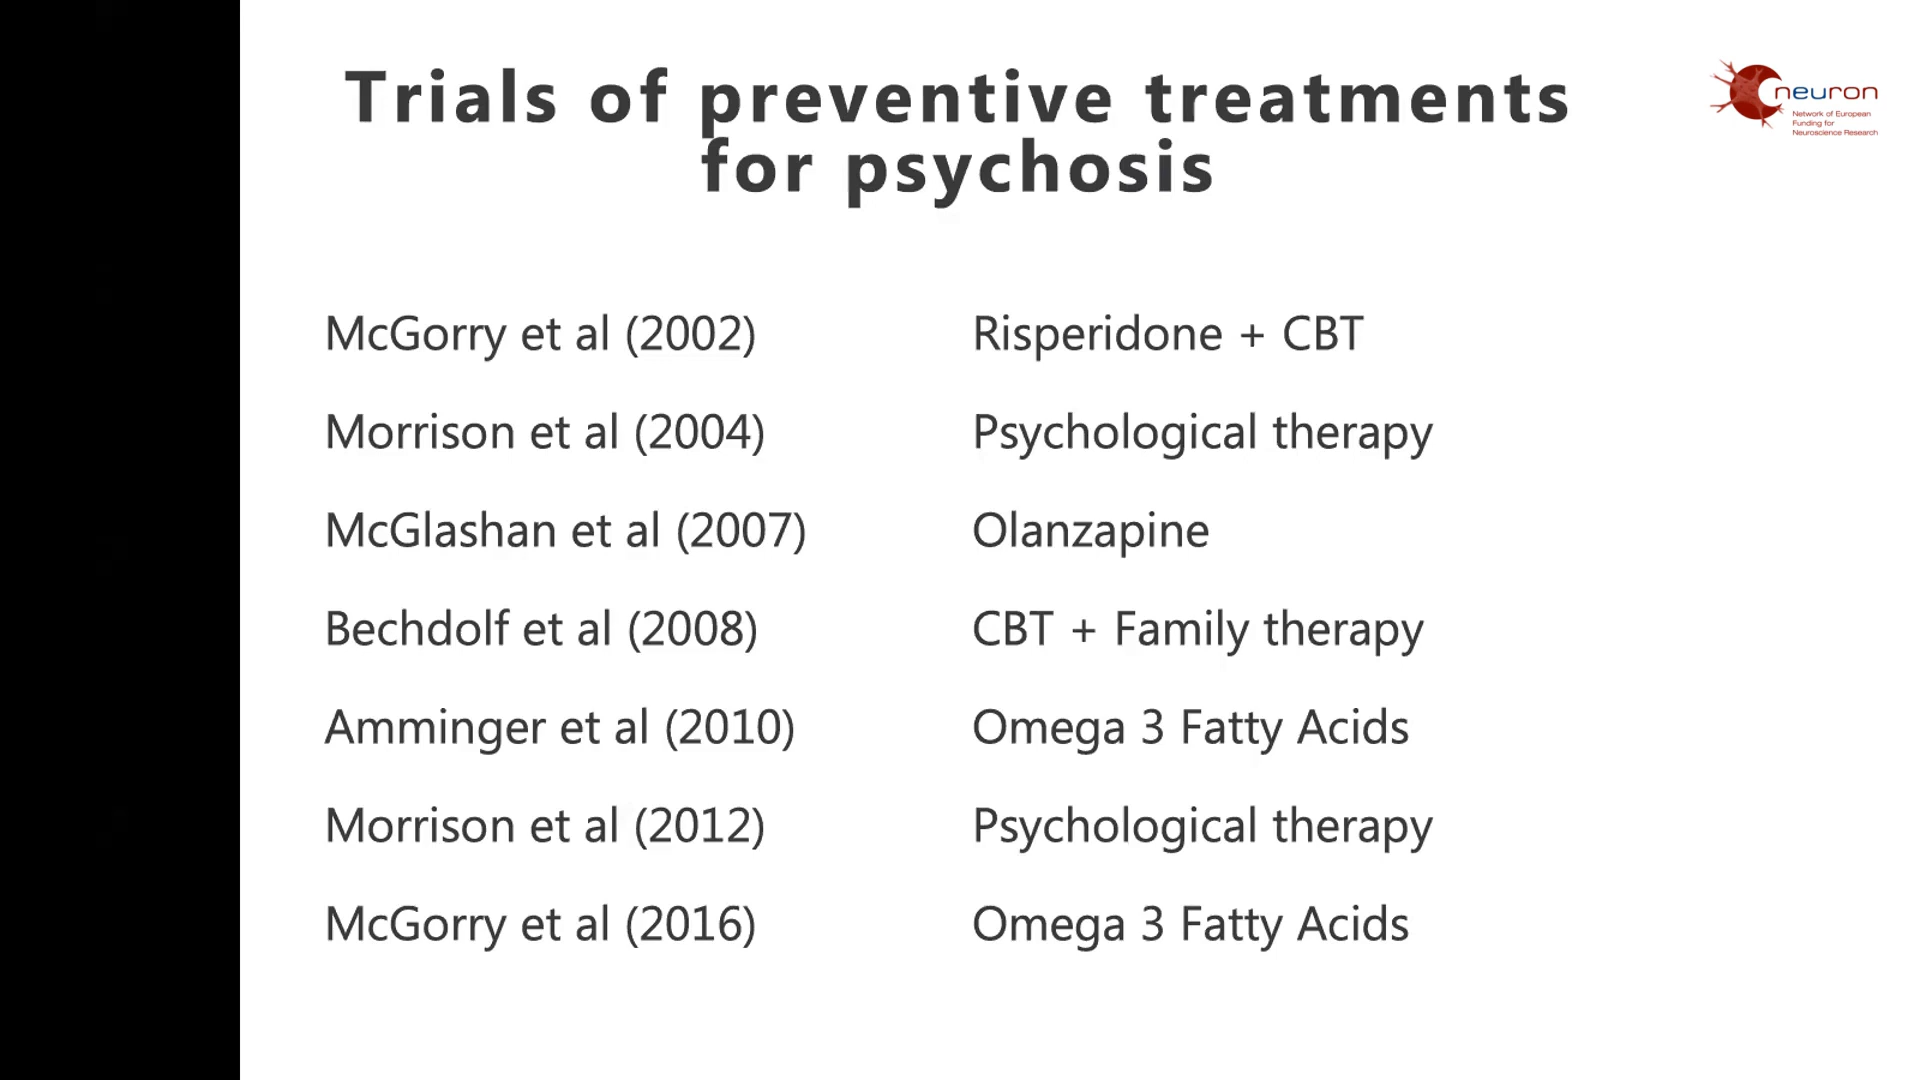 Trials of preventive treatments
for psychosis
neuron
Network of European
Funding for
Neuroscience Research
McGorry et al (2002) Risperidone + CBT
Morrison et al (2004) Psychological therapy
McGlashan et al (2007) Olanzapine
Bechdolf et al (2008) CBT + Family therapy
Amminger et al (2010) Omega 3 Fatty Acids
Morrison et al (2012) Psychological therapy
McGorry et al (2016) Omega 3 Fatty Acids